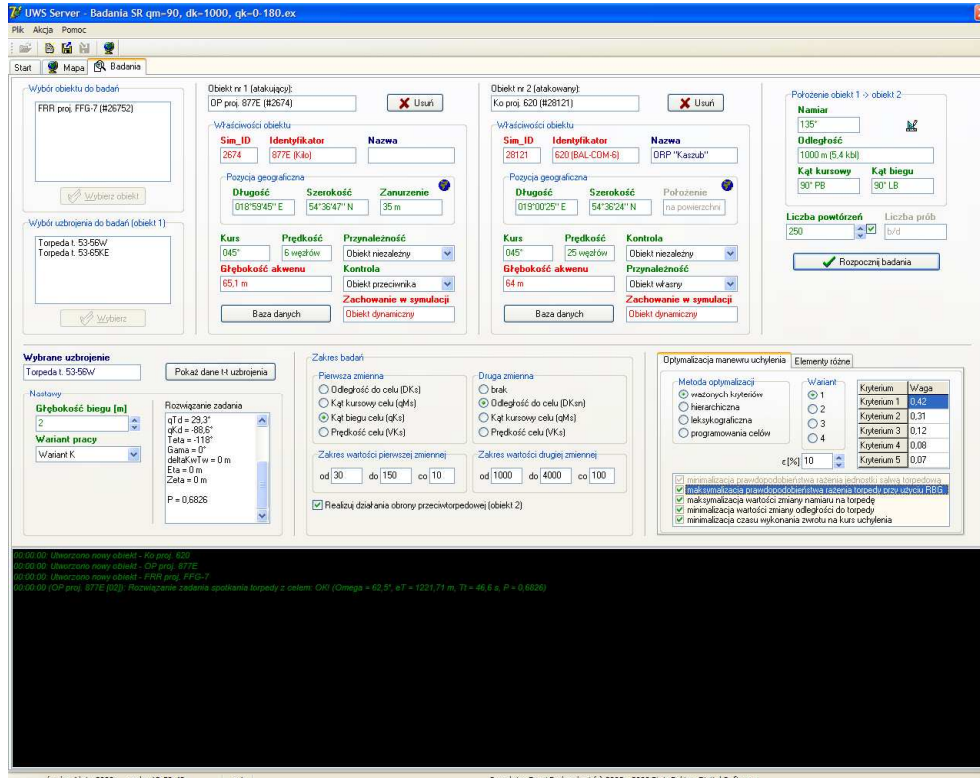 UWS Server - Badania SR qm-90, dk-1000, qk-0-180.ex
Plik Akcja Pomoc
Start Mapa Badania
Wybór obiektu do badań
FRR proj. FFG-7 (#26752)
Wybierz obiekt
Wybór uzbrojenia do badań (obiekt 1)
Torpeda t. 53-56W
Torpeda t. 53-65KE
Wybierz
Obiekt nr 1 (atakujący):
OP proj. 877E (#2674)
Usuń
Właściwości obiektu
Sim_ID Identyfikator Nazwa
2674 877E (Kilo)
Pozycja geograficzna
Długość Szerokość Zanurzenie
018°59'45" E 54°36'47" N 35 m
Kurs Prędkość Przynależność
045° 6 węzłów Obiekt niezależny
Głębokość akwenu Kontrola
65,1 m Obiekt przeciwnika
Zachowanie w symulacji
Baza danych Obiekt dynamiczny
Obiekt nr 2 (atakowany):
Ko proj. 620 (#28121)
Usuń
Właściwości obiektu
Sim_ID Identyfikator Nazwa
28121 620 (BAL-COM-6) ORP "Kaszub"
Pozycja geograficzna
Długość Szerokość Położenie
019°00'25" E 54°36'24" N na powierzchni
Kurs Prędkość Kontrola
045° 25 węzłów Obiekt niezależny
Głębokość akwenu Przynależność
64 m Obiekt własny
Zachowanie w symulacji
Baza danych Obiekt dynamiczny
Położenie obiekt 1 -> obiekt 2
Namiar
135°
Odległość
1000 m (5,4 kbl)
Kąt kursowy Kąt biegu
90° PB 90° LB
Liczba powtórzeń Liczba prób
250 b/d
Rozpocznij badania
Wybrane uzbrojenie
Torpeda t. 53-56W
Pokaż dane t-t uzbrojenia
Nastawy
Głębokość biegu [m]
2
Wariant pracy
Wariant K
Rozwiązanie zadania
qTd = 29,3°
qKd = -88,6°
Teta = -118°
Gama = 0°
deltaKwTw = 0 m
Eta = 0 m
Zeta = 0 m
P = 0,6826
Zakres badań
Pierwsza zmienna
Odległość do celu (DKs)
Kąt kursowy celu (qMs)
Kąt biegu celu (qKs)
Prędkość celu (VKs)
Druga zmienna
brak
Odległość do celu (DKsn)
Kąt kursowy celu (qMs)
Prędkość celu (VKs)
Zakres wartości pierwszej zmiennej
od 30 do 150 co 10
Zakres wartości drugiej zmiennej
od 1000 do 4000 co 100
Realizuj działania obrony przeciwtorpedowej (obiekt 2)
Optymalizacja manewru uchylenia Elementy różne
Metoda optymalizacji
ważonych kryteriów
hierarchiczna
leksykograficzna
programowania celów
Wariant
1
2
3
4
ε[%] 10
Kryterium Waga
Kryterium 1 0,42
Kryterium 2 0,31
Kryterium 3 0,12
Kryterium 4 0,08
Kryterium 5 0,07
minimalizacja prawdopodobieństwa rażenia jednostki salwą torpedową
maksymalizacja prawdopodobieństwa rażenia torpedy przy użyciu RBG
maksymalizacja wartości zmiany namiaru na torpedę
minimalizacja wartości zmiany odległości do torpedy
minimalizacja czasu wykonania zwrotu na kurs uchylenia
00:00:00: Utworzono nowy obiekt - Ko proj. 620
00:00:00: Utworzono nowy obiekt - OP proj. 877E
00:00:00: Utworzono nowy obiekt - FRR proj. FFG-7
00:00:00 (OP proj. 877E [02]): Rozwiązanie zadania spotkania torpedy z celem: OK! (Omega = 62,5°, eT = 1221,71 m, Tt = 46,6 s, P = 0,6826)